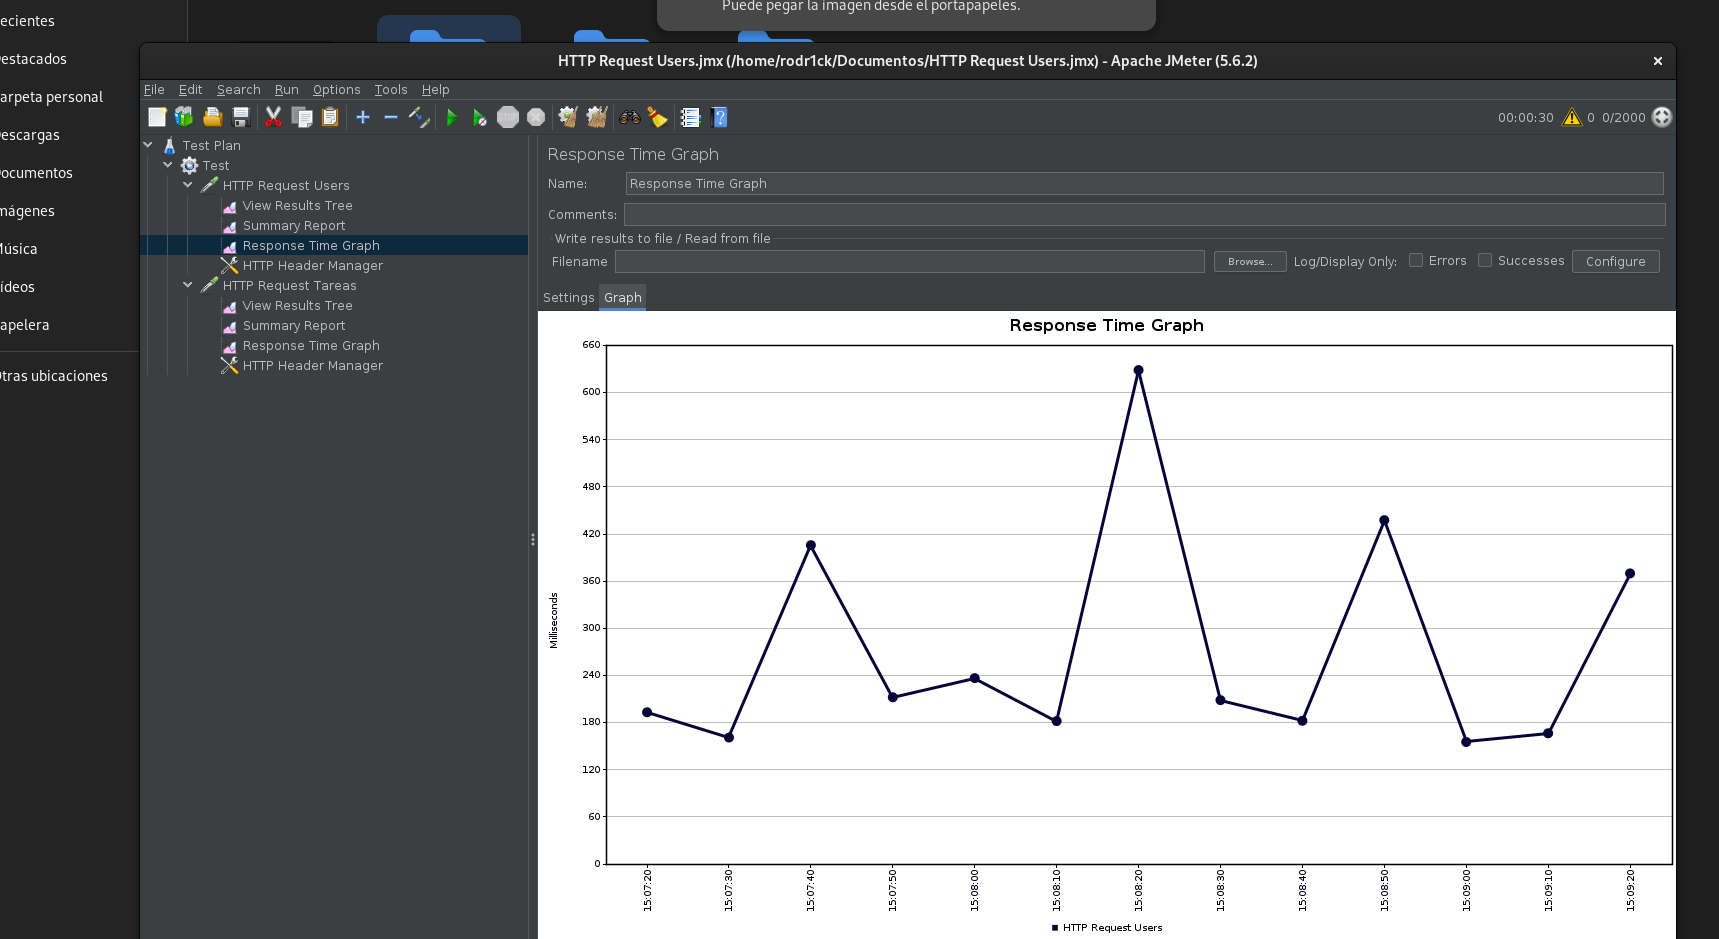 Puede pegar la imagen desde el portapapeles.
ecientes
estacados
arpeta personal
escargas
ocumentos
mágenes
úsica
ídeos
apelera
tras ubicaciones
HTTP Request Users.jmx (/home/rodr1ck/Documentos/HTTP Request Users.jmx) - Apache JMeter (5.6.2)
File Edit Search Run Options Tools Help
00:00:30 0 0/2000
Test Plan
Test
HTTP Request Users
View Results Tree
Summary Report
Response Time Graph
HTTP Header Manager
HTTP Request Tareas
View Results Tree
Summary Report
Response Time Graph
HTTP Header Manager
Response Time Graph
Name: Response Time Graph
Comments:
Write results to file / Read from file
Filename Browse... Log/Display Only: Errors Successes Configure
Settings Graph
Response Time Graph
660
600
540
480
420
360
300
240
180
120
60
0
Milliseconds
15:07:20 15:07:30 15:07:40 15:07:50 15:08:00 15:08:10 15:08:20 15:08:30 15:08:40 15:08:50 15:09:00 15:09:10 15:09:20
HTTP Request Users